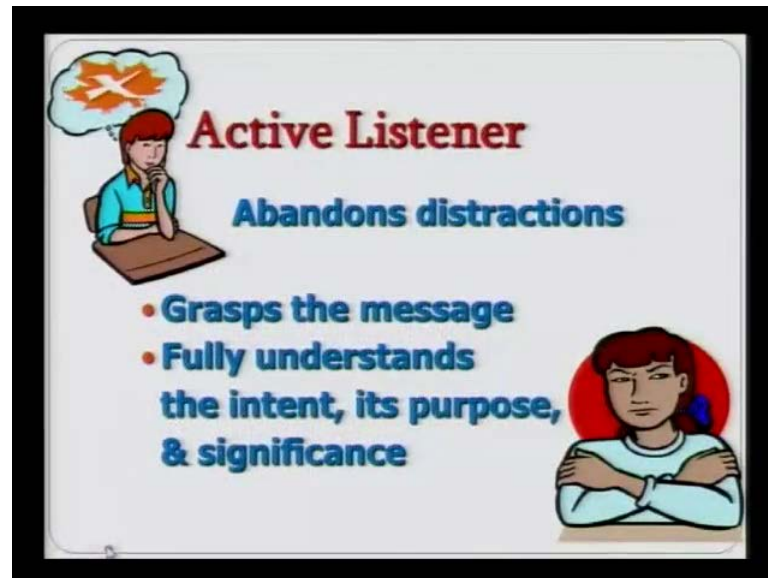 Active Listener
Abandons distractions
• Grasps the message
• Fully understands
the intent, its purpose,
& significance